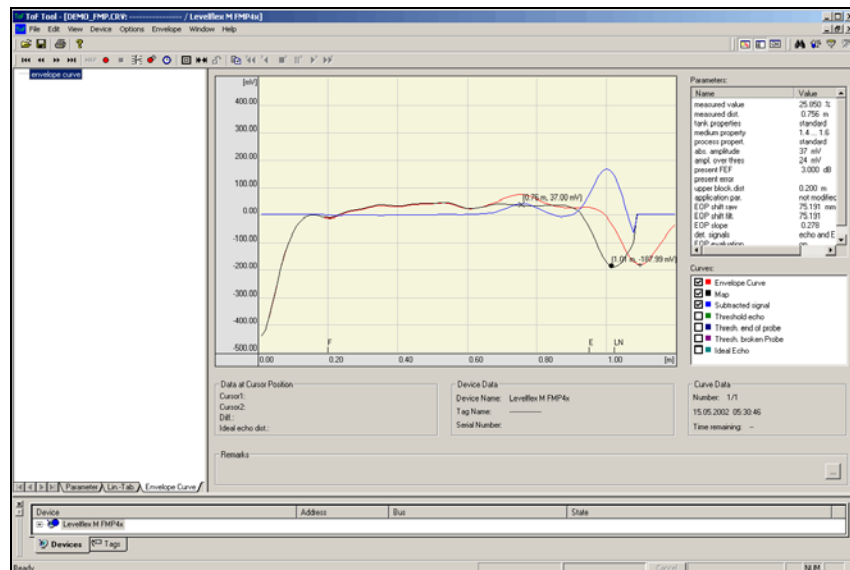 ToF Tool - [DEMO_FMP.CRV: ---------------- / Levelflex M FMP4x]
File Edit View Device Options Envelope Window Help
envelope curve
[mV]
400.00
300.00
200.00
100.00
0.00
-100.00
-200.00
-300.00
-400.00
-500.00
(0.76 m, 37.00 mV)
(1.01 m, -187.99 mV)
F
E
LN
0.00 0.20 0.40 0.60 0.80 1.00 [m]
Parameters:
Name Value
measured value 25.050 %
measured dist. 0.756 m
tank properties standard
medium property 1.4 ... 1.6
process propert. standard
abs. amplitude 37 mV
ampl. over thres 24 mV
present FEF 3.000 dB
present error
upper block.dist 0.200 m
application par. not modified
EOP shift raw 75.191 mm
EOP shift filt. 75.191
EOP slope 0.278
det. signals echo and E
EOP evaluation on
Curves:
Envelope Curve
Map
Subtracted signal
Threshold echo
Thresh. end of probe
Thresh. broken Probe
Ideal Echo
Data at Cursor Position
Cursor1:
Cursor2:
Diff.:
Ideal echo dist.:
Device Data
Device Name: Levelflex M FMP4x
Tag Name: ----------------
Serial Number:
Curve Data
Number: 1/1
15.05.2002 05:30:46
Time remaining: --
Remarks
...
Parameter Lin.-Tab. Envelope Curve
Device Address Bus State
Levelflex M FMP4x
Devices Tags
Ready Cancel NUM